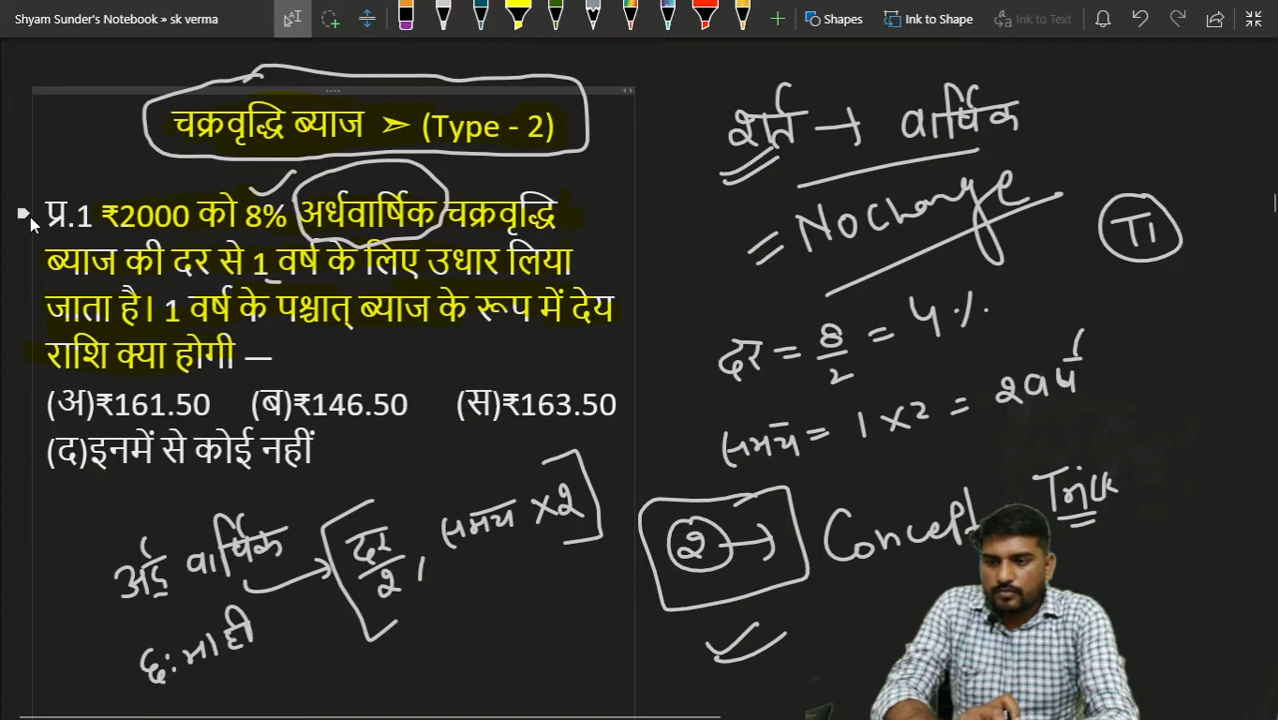 Shyam Sunder's Notebook » sk verma
Shapes
Ink to Shape
Ink to Text
चक्रवृद्धि ब्याज ➢ (Type - 2)
प्र.1 ₹2000 को 8% अर्धवार्षिक चक्रवृद्धि
ब्याज की दर से 1 वर्ष के लिए उधार लिया
जाता है। 1 वर्ष के पश्चात् ब्याज के रूप में देय
राशि क्या होगी —
(अ)₹161.50 (ब)₹146.50 (स)₹163.50
(द)इनमें से कोई नहीं
अर्द्ध वार्षिक → [दर/2, समय ×2]
छ:माही
शर्त → वार्षिक
= No change
T1
दर = 8/2 = 4%
समय = 1 × 2 = 2 वर्ष
2 → Concept Trick